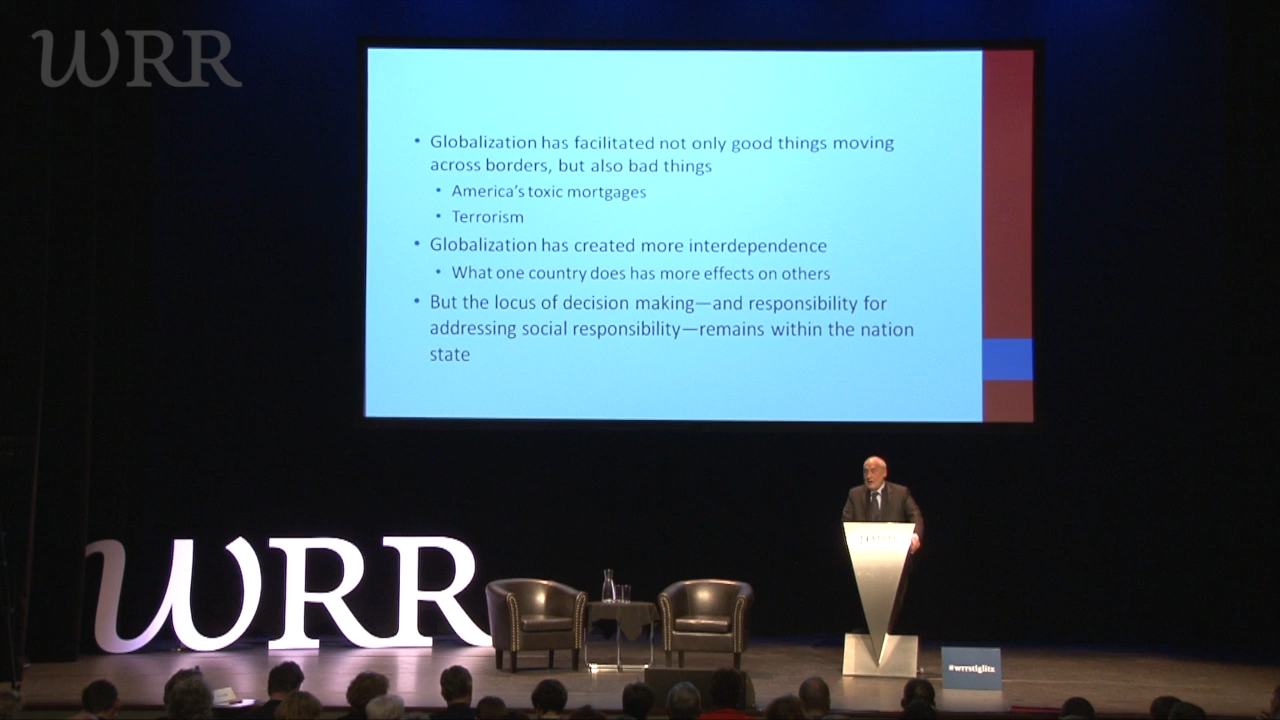 WRR
• Globalization has facilitated not only good things moving
across borders, but also bad things
• America's toxic mortgages
• Terrorism
• Globalization has created more interdependence
• What one country does has more effects on others
• But the locus of decision making—and responsibility for
addressing social responsibility—remains within the nation
state
WRR
#wrrstiglitz